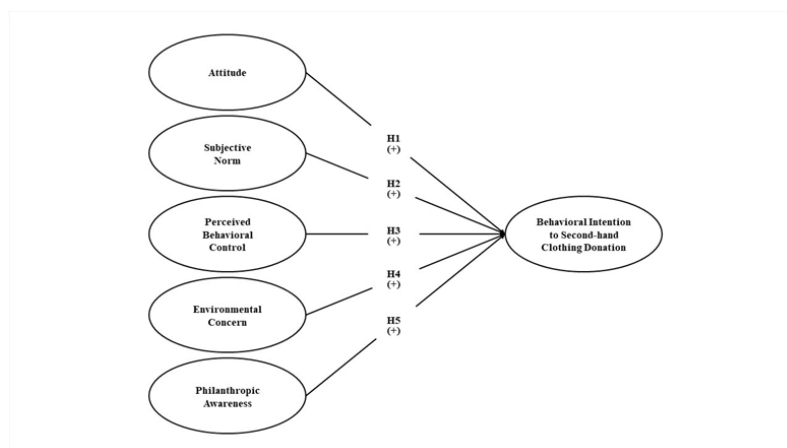 Attitude
H1
(+)
Subjective
Norm
H2
(+)
Perceived
Behavioral
Control
H3
(+)
Behavioral Intention
to Second-hand
Clothing Donation
H4
(+)
Environmental
Concern
H5
(+)
Philanthropic
Awareness